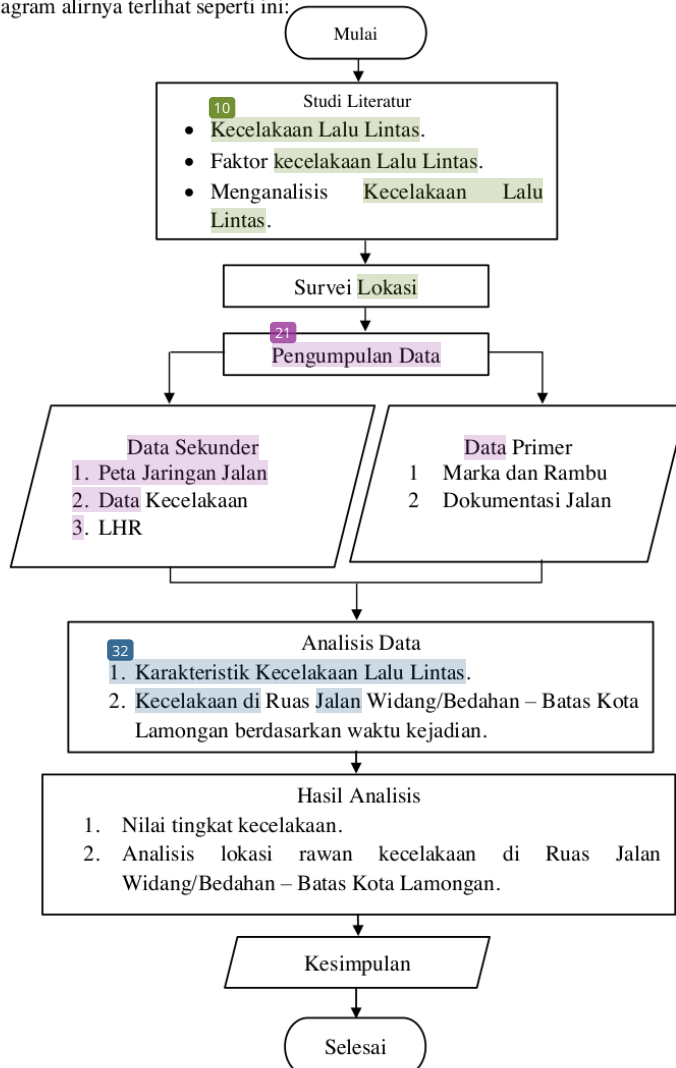 agram alirnya terlihat seperti ini:
Mulai
Studi Literatur
10
• Kecelakaan Lalu Lintas.
• Faktor kecelakaan Lalu Lintas.
• Menganalisis Kecelakaan Lalu
Lintas.
Survei Lokasi
21
Pengumpulan Data
Data Sekunder
1. Peta Jaringan Jalan
2. Data Kecelakaan
3. LHR
Data Primer
1 Marka dan Rambu
2 Dokumentasi Jalan
Analisis Data
32
1. Karakteristik Kecelakaan Lalu Lintas.
2. Kecelakaan di Ruas Jalan Widang/Bedahan – Batas Kota
Lamongan berdasarkan waktu kejadian.
Hasil Analisis
1. Nilai tingkat kecelakaan.
2. Analisis lokasi rawan kecelakaan di Ruas Jalan
Widang/Bedahan – Batas Kota Lamongan.
Kesimpulan
Selesai